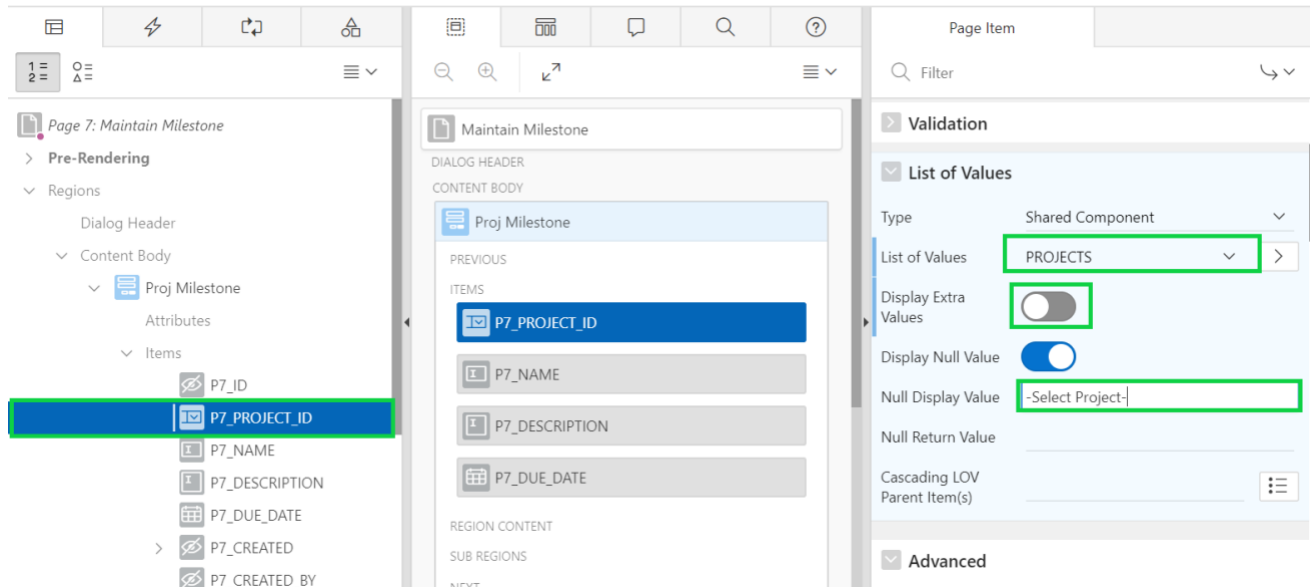 Page Item
1 =
2 =
Filter
Page 7: Maintain Milestone
Pre-Rendering
Regions
Dialog Header
Content Body
Proj Milestone
Attributes
Items
P7_ID
P7_PROJECT_ID
P7_NAME
P7_DESCRIPTION
P7_DUE_DATE
P7_CREATED
P7_CREATED_BY
Maintain Milestone
DIALOG HEADER
CONTENT BODY
Proj Milestone
PREVIOUS
ITEMS
P7_PROJECT_ID
P7_NAME
P7_DESCRIPTION
P7_DUE_DATE
REGION CONTENT
SUB REGIONS
NEXT
Validation
List of Values
Type Shared Component
List of Values PROJECTS
Display Extra
Values
Display Null Value
Null Display Value -Select Project-
Null Return Value
Cascading LOV
Parent Item(s)
Advanced